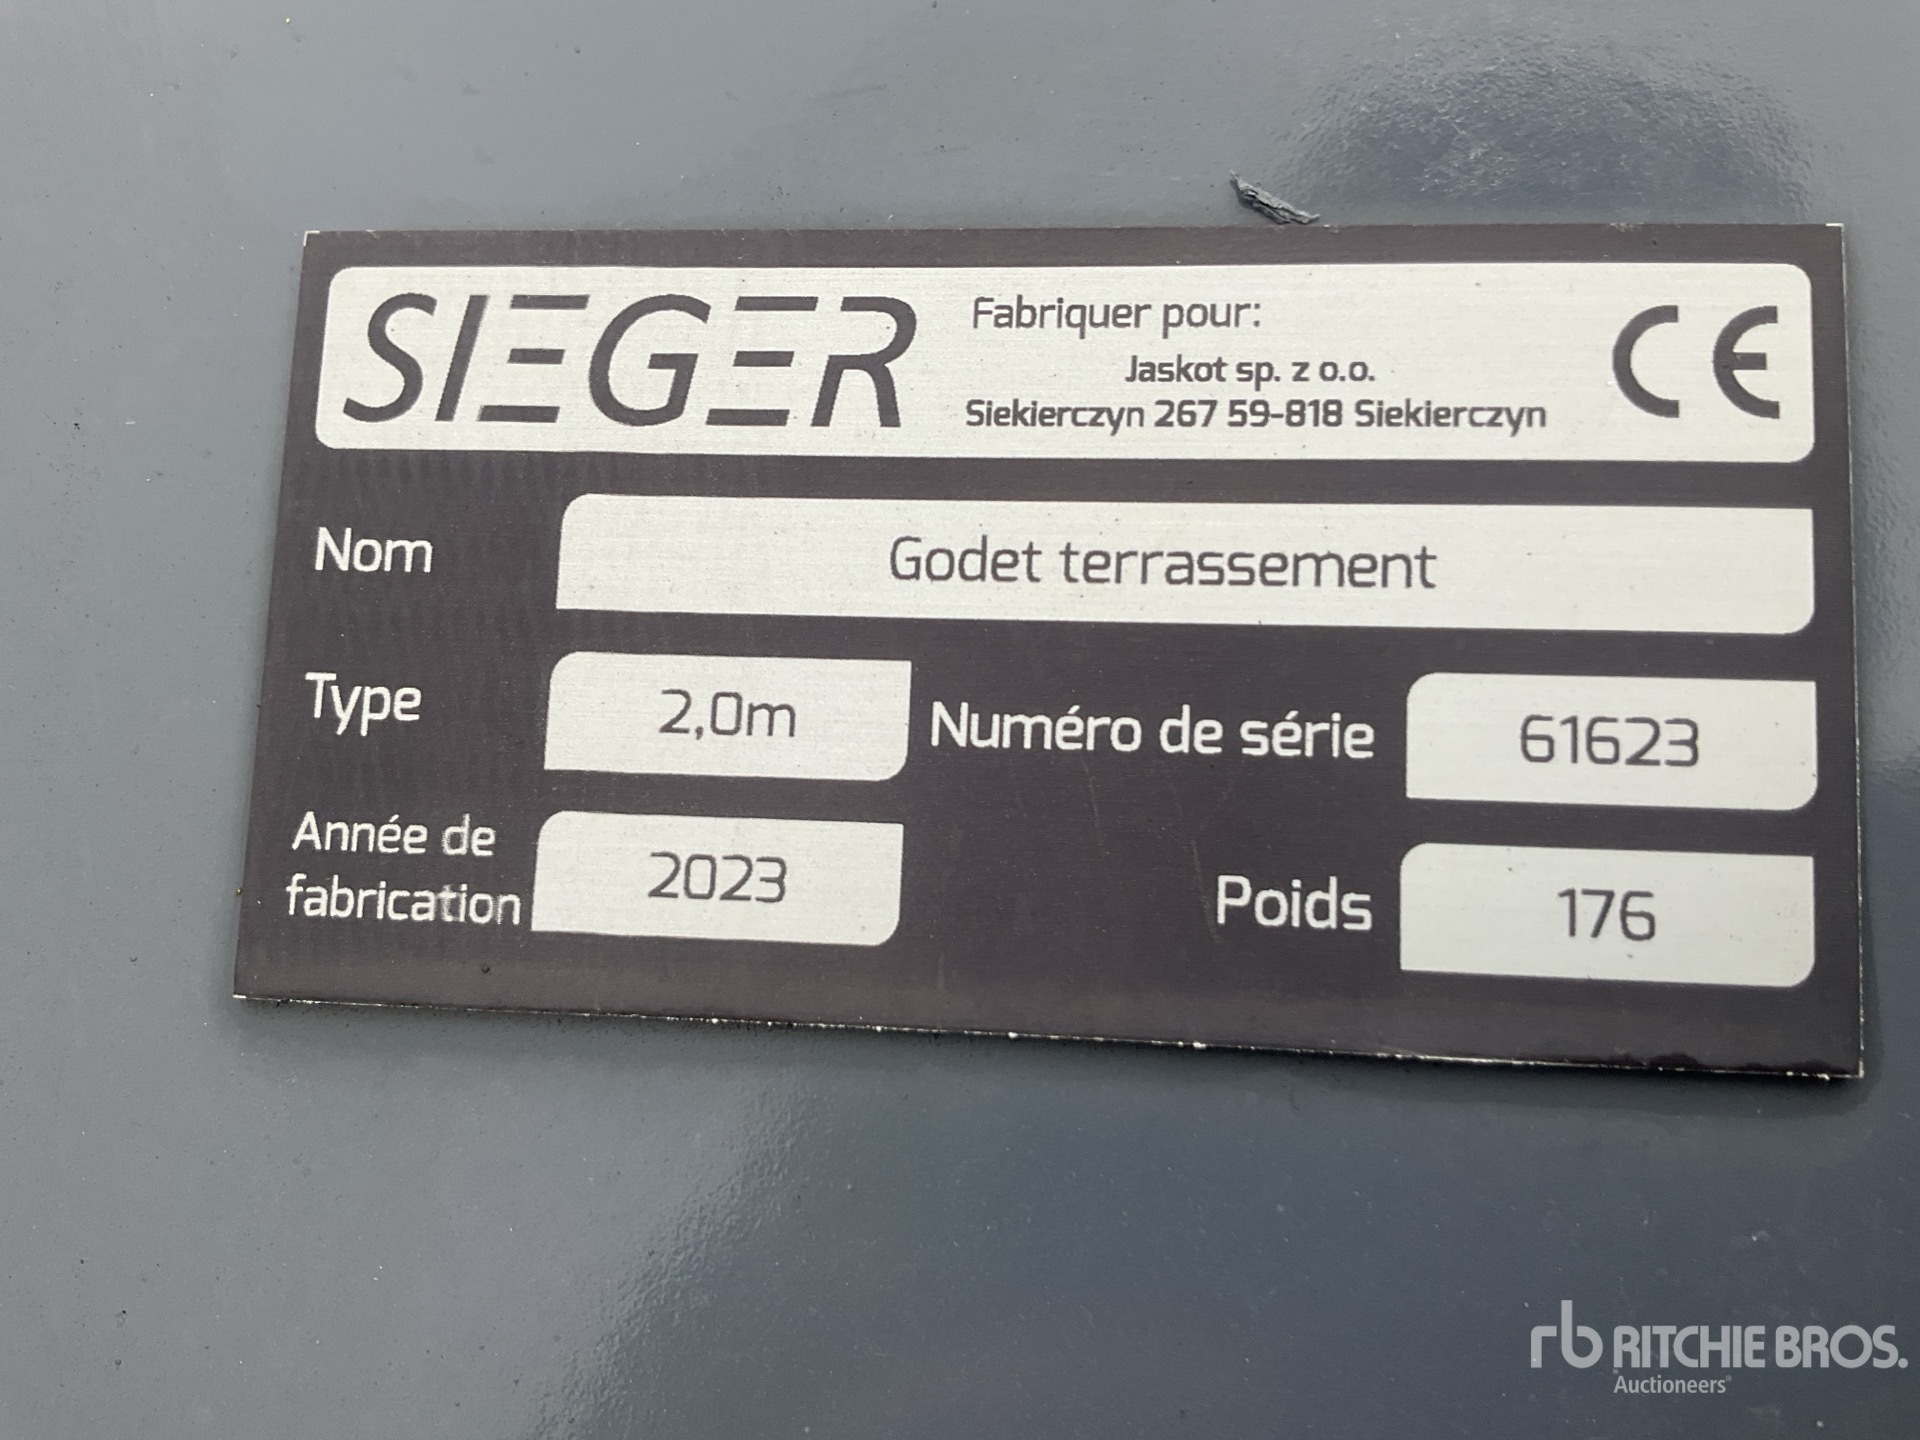 SIEGER
Fabriquer pour:
Jaskot sp. z o.o.
Siekierczyn 267 59-818 Siekierczyn
CE
Nom
Godet terrassement
Type
2,0m
Numéro de série
61623
Année de
fabrication
2023
Poids
176
rb RITCHIE BROS.
Auctioneers